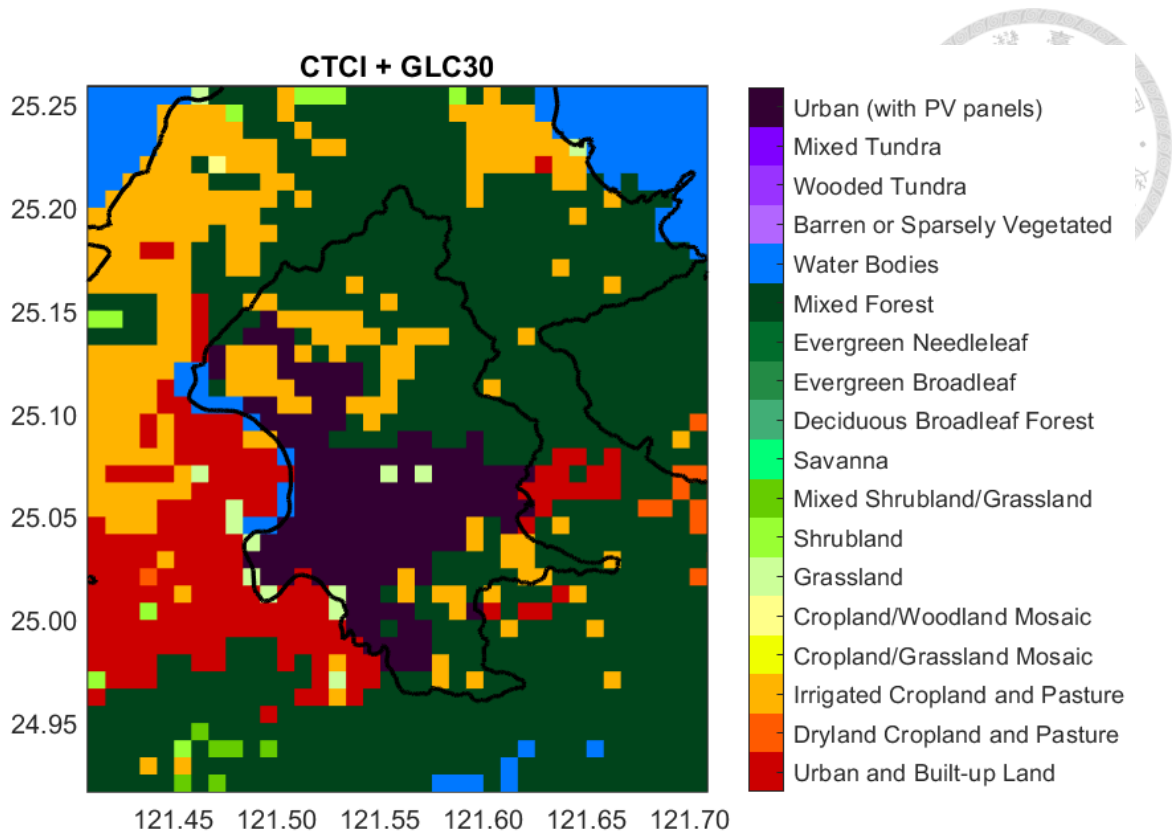 CTCI + GLC30
25.25
25.20
25.15
25.10
25.05
25.00
24.95
121.45 121.50 121.55 121.60 121.65 121.70
Urban (with PV panels)
Mixed Tundra
Wooded Tundra
Barren or Sparsely Vegetated
Water Bodies
Mixed Forest
Evergreen Needleleaf
Evergreen Broadleaf
Deciduous Broadleaf Forest
Savanna
Mixed Shrubland/Grassland
Shrubland
Grassland
Cropland/Woodland Mosaic
Cropland/Grassland Mosaic
Irrigated Cropland and Pasture
Dryland Cropland and Pasture
Urban and Built-up Land